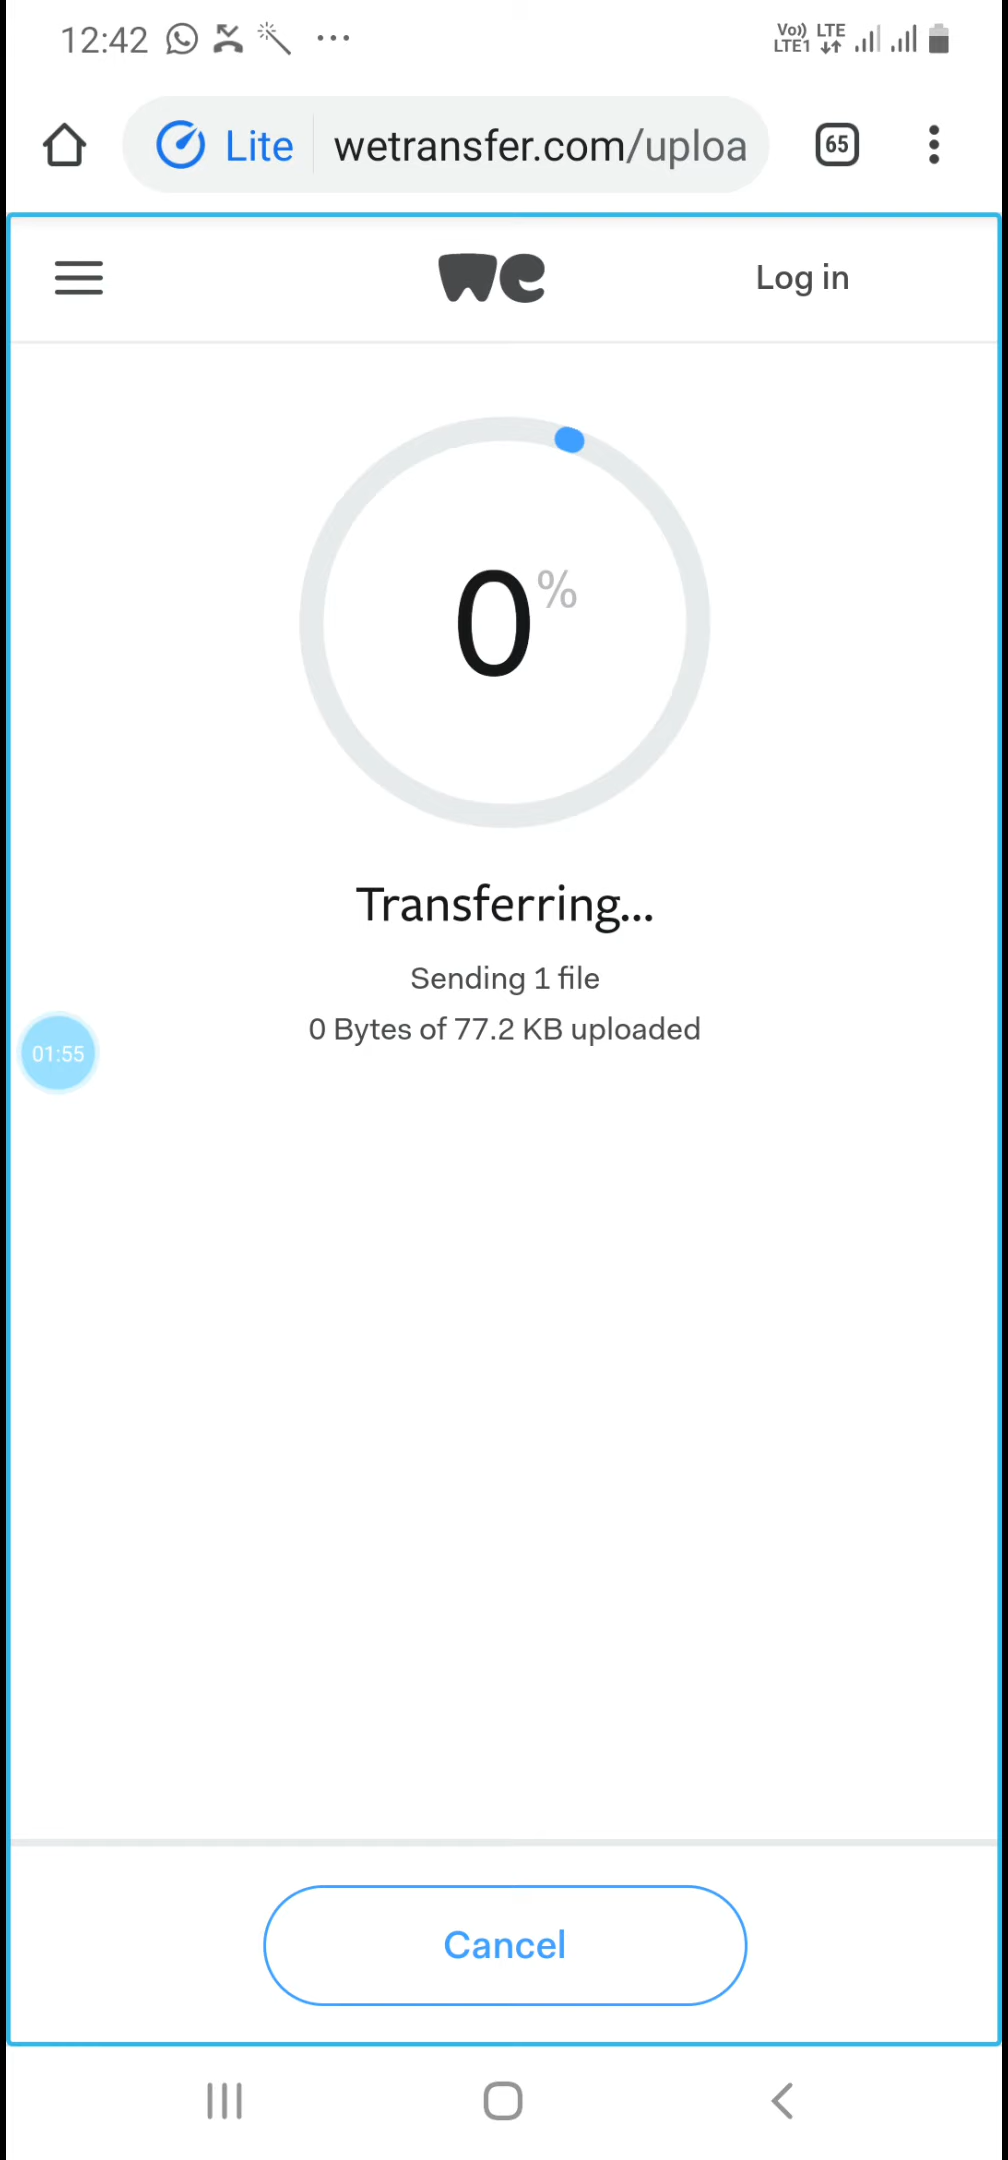 12:42 ... Vo)) LTE1 LTE
Lite wetransfer.com/uploa 65
we Log in
0%
Transferring...
Sending 1 file
0 Bytes of 77.2 KB uploaded
01:55
Cancel